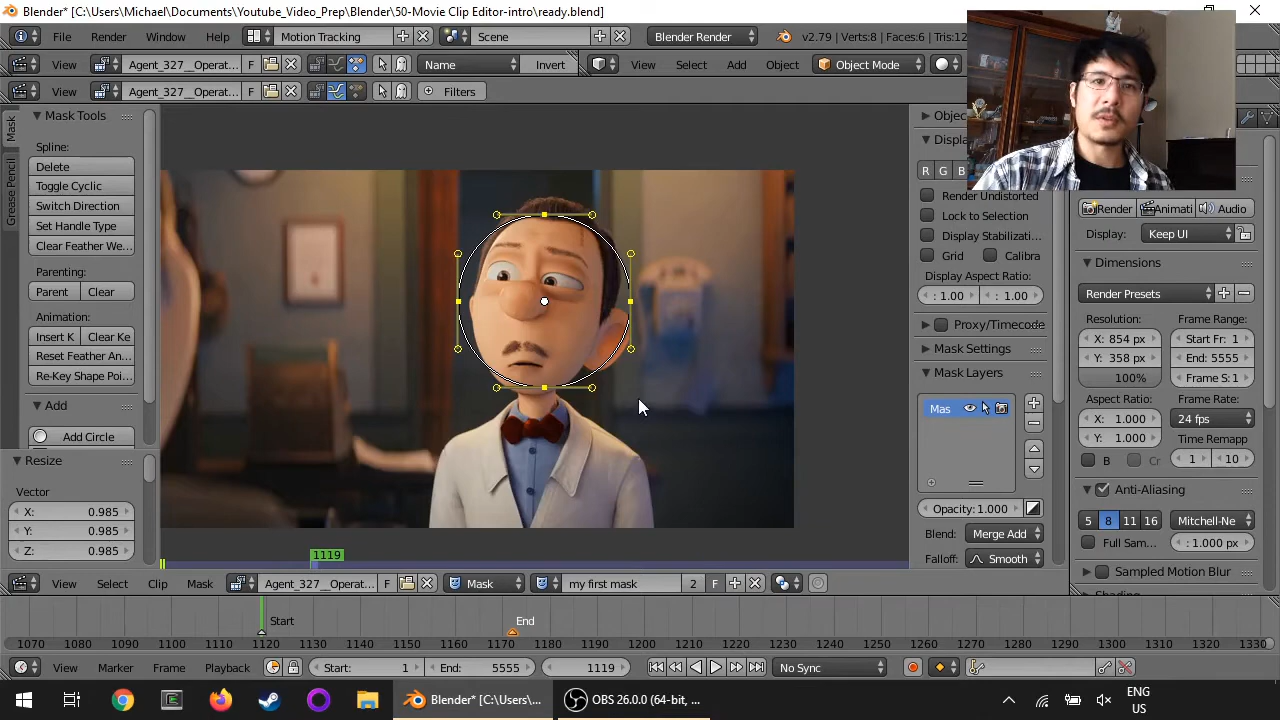 Blender* [C:\Users\Michael\Documents\Youtube_Video_Prep\Blender\50-Movie Clip Editor-intro\ready.blend]
File Render Window Help Motion Tracking Scene Blender Render v2.79 | Verts:8 | Faces:6 | Tris:12
View Agent_327__Operat... F Name Invert View Select Add Object Object Mode
View Agent_327__Operat... F Filters
Mask
Grease Pencil
Mask Tools
Spline:
Delete
Toggle Cyclic
Switch Direction
Set Handle Type
Clear Feather We...
Parenting:
Parent Clear
Animation:
Insert K Clear Ke
Reset Feather An...
Re-Key Shape Poi...
Add
Add Circle
Resize
Vector
X: 0.985
Y: 0.985
Z: 0.985
Objec
Display
R G B
Render Undistorted
Lock to Selection
Display Stabilizati...
Grid Calibra
Display Aspect Ratio:
: 1.00 : 1.00
Proxy/Timecode
Mask Settings
Mask Layers
Mas
Opacity: 1.000
Blend: Merge Add
Falloff: Smooth
Render Animati Audio
Display: Keep UI
Dimensions
Render Presets
Resolution: Frame Range:
X: 854 px Start Fr: 1
Y: 358 px End: 5555
100% Frame S: 1
Aspect Ratio: Frame Rate:
X: 1.000 24 fps
Y: 1.000 Time Remapp
B Cr 1 10
Anti-Aliasing
5 8 11 16 Mitchell-Ne
Full Sam... : 1.000 px
Sampled Motion Blur
1119
View Select Clip Mask Agent_327__Operat... F Mask my first mask 2 F
Start End
1070 1080 1090 1100 1110 1120 1130 1140 1150 1160 1170 1180 1190 1200 1210 1220 1230 1240 1250 1260 1270 1280 1290 1300 1310 1320 1330
View Marker Frame Playback Start: 1 End: 5555 1119 No Sync
Blender* [C:\Users\... OBS 26.0.0 (64-bit, ... ENG
US